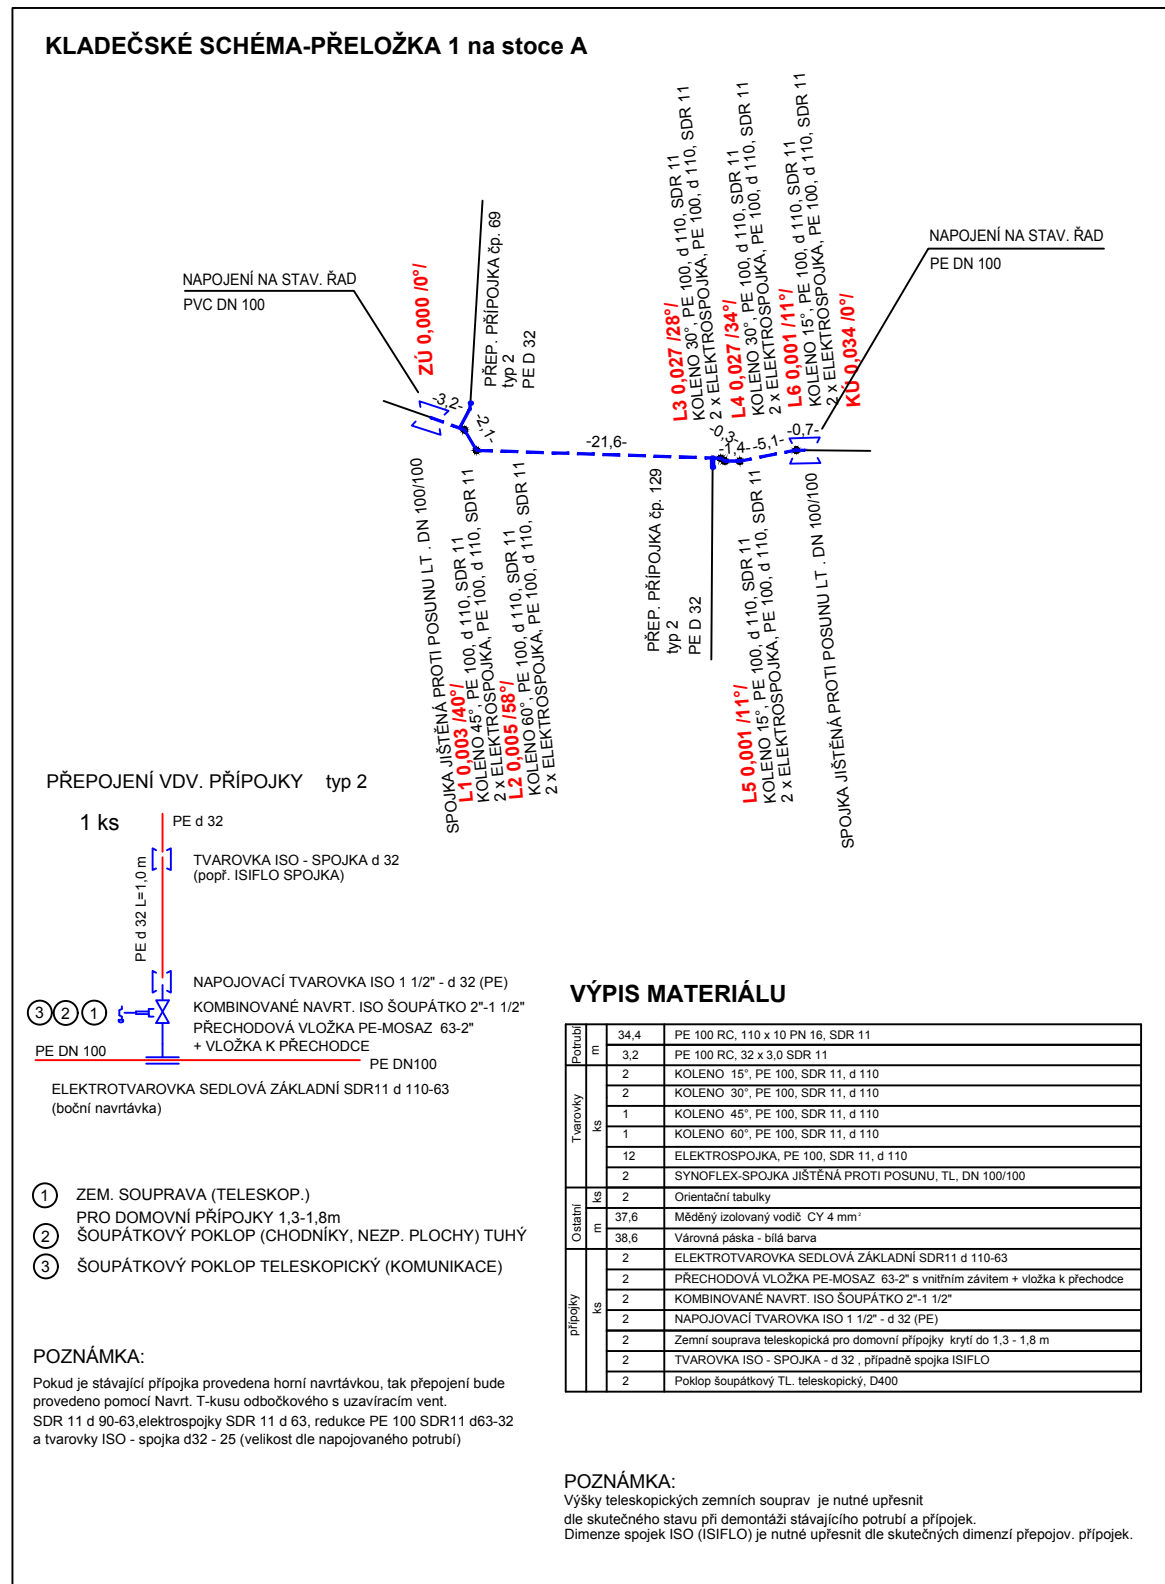 KLADEČSKÉ SCHÉMA-PŘELOŽKA 1 na stoce A
NAPOJENÍ NA STAV. ŘAD
PVC DN 100
ZÚ 0,000 /0°/
PŘEP. PŘÍPOJKA čp. 69
typ 2
PE D 32
L3 0,027 /28°/
KOLENO 30°, PE 100, d 110, SDR 11
2 x ELEKTROSPOJKA, PE 100, d 110, SDR 11
L4 0,027 /34°/
KOLENO 30°, PE 100, d 110, SDR 11
2 x ELEKTROSPOJKA, PE 100, d 110, SDR 11
L6 0,001 /11°/
KOLENO 15°, PE 100, d 110, SDR 11
2 x ELEKTROSPOJKA, PE 100, d 110, SDR 11
KÚ 0,034 /0°/
NAPOJENÍ NA STAV. ŘAD
PE DN 100
-3,2-
-2,1-
-21,6-
-0,3-
-1,4-
-5,1-
-0,7-
SPOJKA JIŠTĚNÁ PROTI POSUNU LT . DN 100/100
L1 0,003 /40°/
KOLENO 45°, PE 100, d 110, SDR 11
2 x ELEKTROSPOJKA, PE 100, d 110, SDR 11
L2 0,005 /58°/
KOLENO 60°, PE 100, d 110, SDR 11
2 x ELEKTROSPOJKA, PE 100, d 110, SDR 11
PŘEP. PŘÍPOJKA čp. 129
typ 2
PE D 32
L5 0,001 /11°/
KOLENO 15°, PE 100, d 110, SDR 11
2 x ELEKTROSPOJKA, PE 100, d 110, SDR 11
SPOJKA JIŠTĚNÁ PROTI POSUNU LT . DN 100/100
PŘEPOJENÍ VDV. PŘÍPOJKY typ 2
1 ks
PE d 32
TVAROVKA ISO - SPOJKA d 32
(popř. ISIFLO SPOJKA)
PE d 32 L=1,0 m
NAPOJOVACÍ TVAROVKA ISO 1 1/2" - d 32 (PE)
3 2 1
KOMBINOVANÉ NAVRT. ISO ŠOUPÁTKO 2"-1 1/2"
PŘECHODOVÁ VLOŽKA PE-MOSAZ 63-2"
+ VLOŽKA K PŘECHODCE
PE DN 100
PE DN100
ELEKTROTVAROVKA SEDLOVÁ ZÁKLADNÍ SDR11 d 110-63
(boční navrtávka)
1 ZEM. SOUPRAVA (TELESKOP.)
PRO DOMOVNÍ PŘÍPOJKY 1,3-1,8m
2 ŠOUPÁTKOVÝ POKLOP (CHODNÍKY, NEZP. PLOCHY) TUHÝ
3 ŠOUPÁTKOVÝ POKLOP TELESKOPICKÝ (KOMUNIKACE)
POZNÁMKA:
Pokud je stávající přípojka provedena horní navrtávkou, tak přepojení bude
provedeno pomocí Navrt. T-kusu odbočkového s uzavíracím vent.
SDR 11 d 90-63,elektrospojky SDR 11 d 63, redukce PE 100 SDR11 d63-32
a tvarovky ISO - spojka d32 - 25 (velikost dle napojovaného potrubí)
VÝPIS MATERIÁLU
Potrubí
m
34,4 PE 100 RC, 110 x 10 PN 16, SDR 11
3,2 PE 100 RC, 32 x 3,0 SDR 11
Tvarovky
ks
2 KOLENO 15°, PE 100, SDR 11, d 110
2 KOLENO 30°, PE 100, SDR 11, d 110
1 KOLENO 45°, PE 100, SDR 11, d 110
1 KOLENO 60°, PE 100, SDR 11, d 110
12 ELEKTROSPOJKA, PE 100, SDR 11, d 110
2 SYNOFLEX-SPOJKA JIŠTĚNÁ PROTI POSUNU, TL, DN 100/100
Ostatní
ks
2 Orientační tabulky
m
37,6 Měděný izolovaný vodič CY 4 mm²
38,6 Várovná páska - bílá barva
přípojky
ks
2 ELEKTROTVAROVKA SEDLOVÁ ZÁKLADNÍ SDR11 d 110-63
2 PŘECHODOVÁ VLOŽKA PE-MOSAZ 63-2" s vnitřním závitem + vložka k přechodce
2 KOMBINOVANÉ NAVRT. ISO ŠOUPÁTKO 2"-1 1/2"
2 NAPOJOVACÍ TVAROVKA ISO 1 1/2" - d 32 (PE)
2 Zemní souprava teleskopická pro domovní přípojky krytí do 1,3 - 1,8 m
2 TVAROVKA ISO - SPOJKA - d 32 , případně spojka ISIFLO
2 Poklop šoupátkový TL. teleskopický, D400
POZNÁMKA:
Výšky teleskopických zemních souprav je nutné upřesnit
dle skutečného stavu při demontáži stávajícího potrubí a přípojek.
Dimenze spojek ISO (ISIFLO) je nutné upřesnit dle skutečných dimenzí přepojov. přípojek.